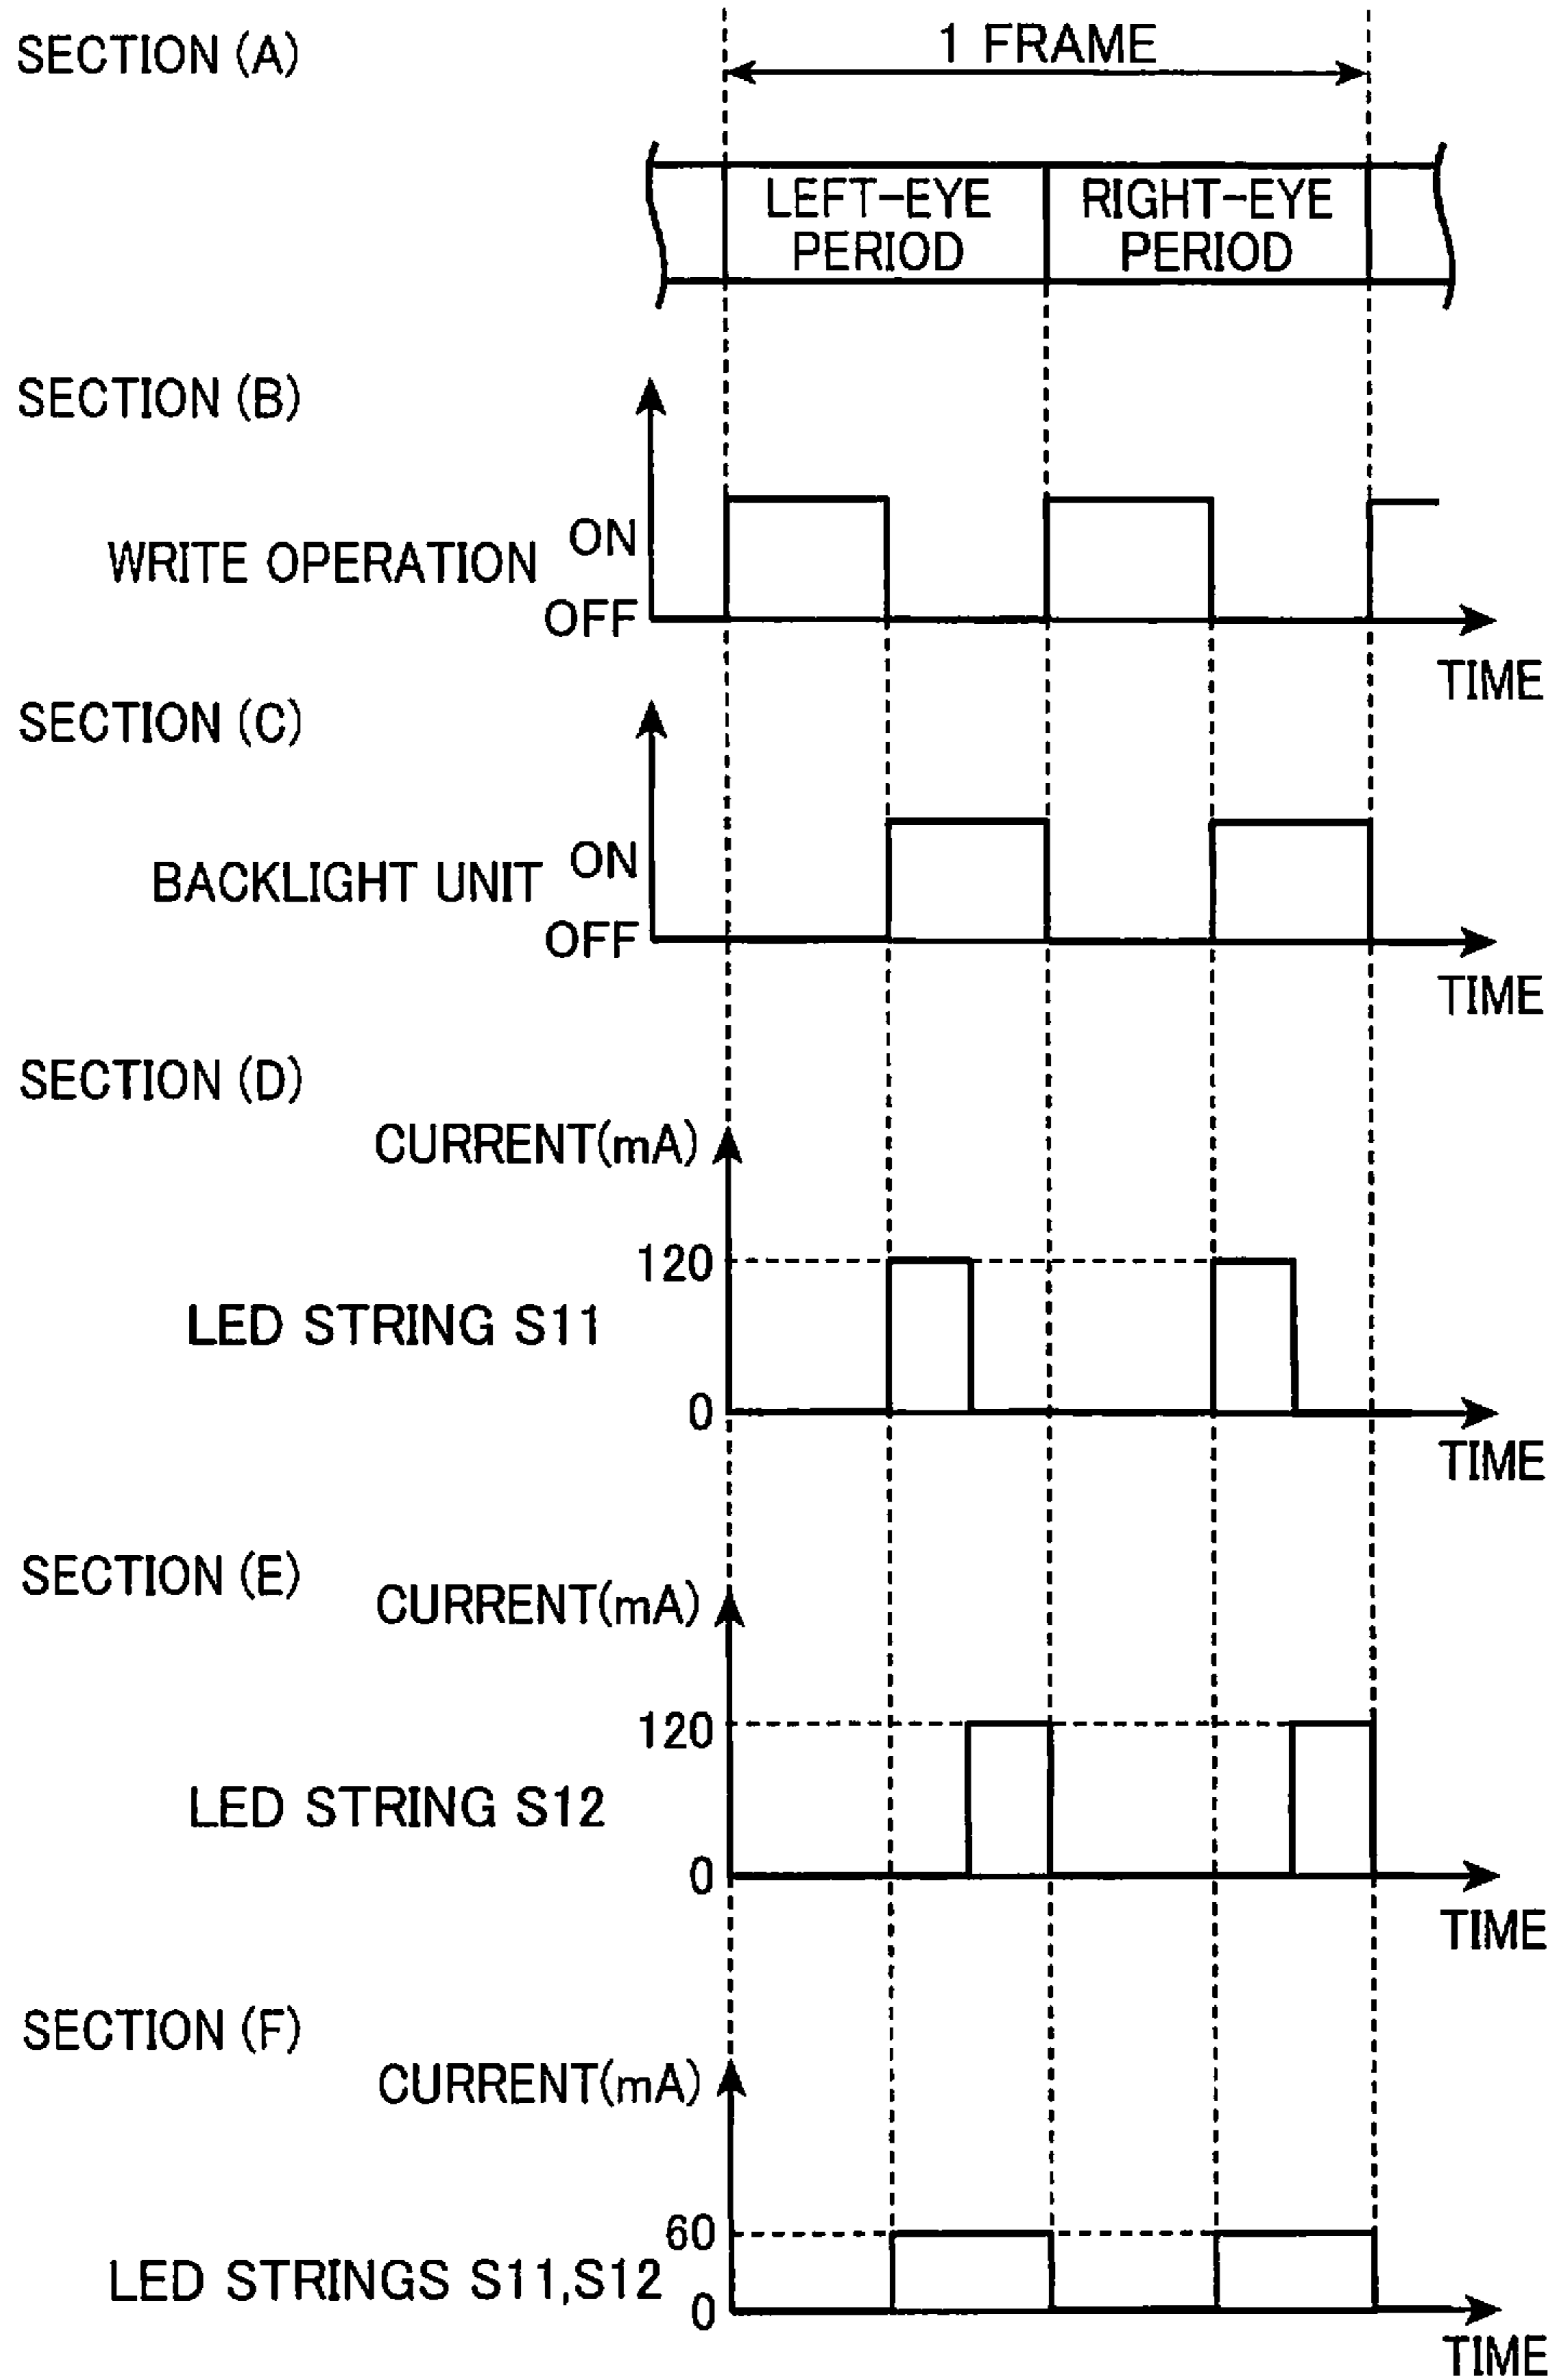 SECTION (A)
1 FRAME
LEFT-EYE
PERIOD
RIGHT-EYE
PERIOD
SECTION (B)
WRITE OPERATION
ON
OFF
TIME
SECTION (C)
BACKLIGHT UNIT
ON
OFF
TIME
SECTION (D)
CURRENT(mA)
120
LED STRING S11
0
TIME
SECTION (E)
CURRENT(mA)
120
LED STRING S12
0
TIME
SECTION (F)
CURRENT(mA)
60
LED STRINGS S11,S12
0
TIME